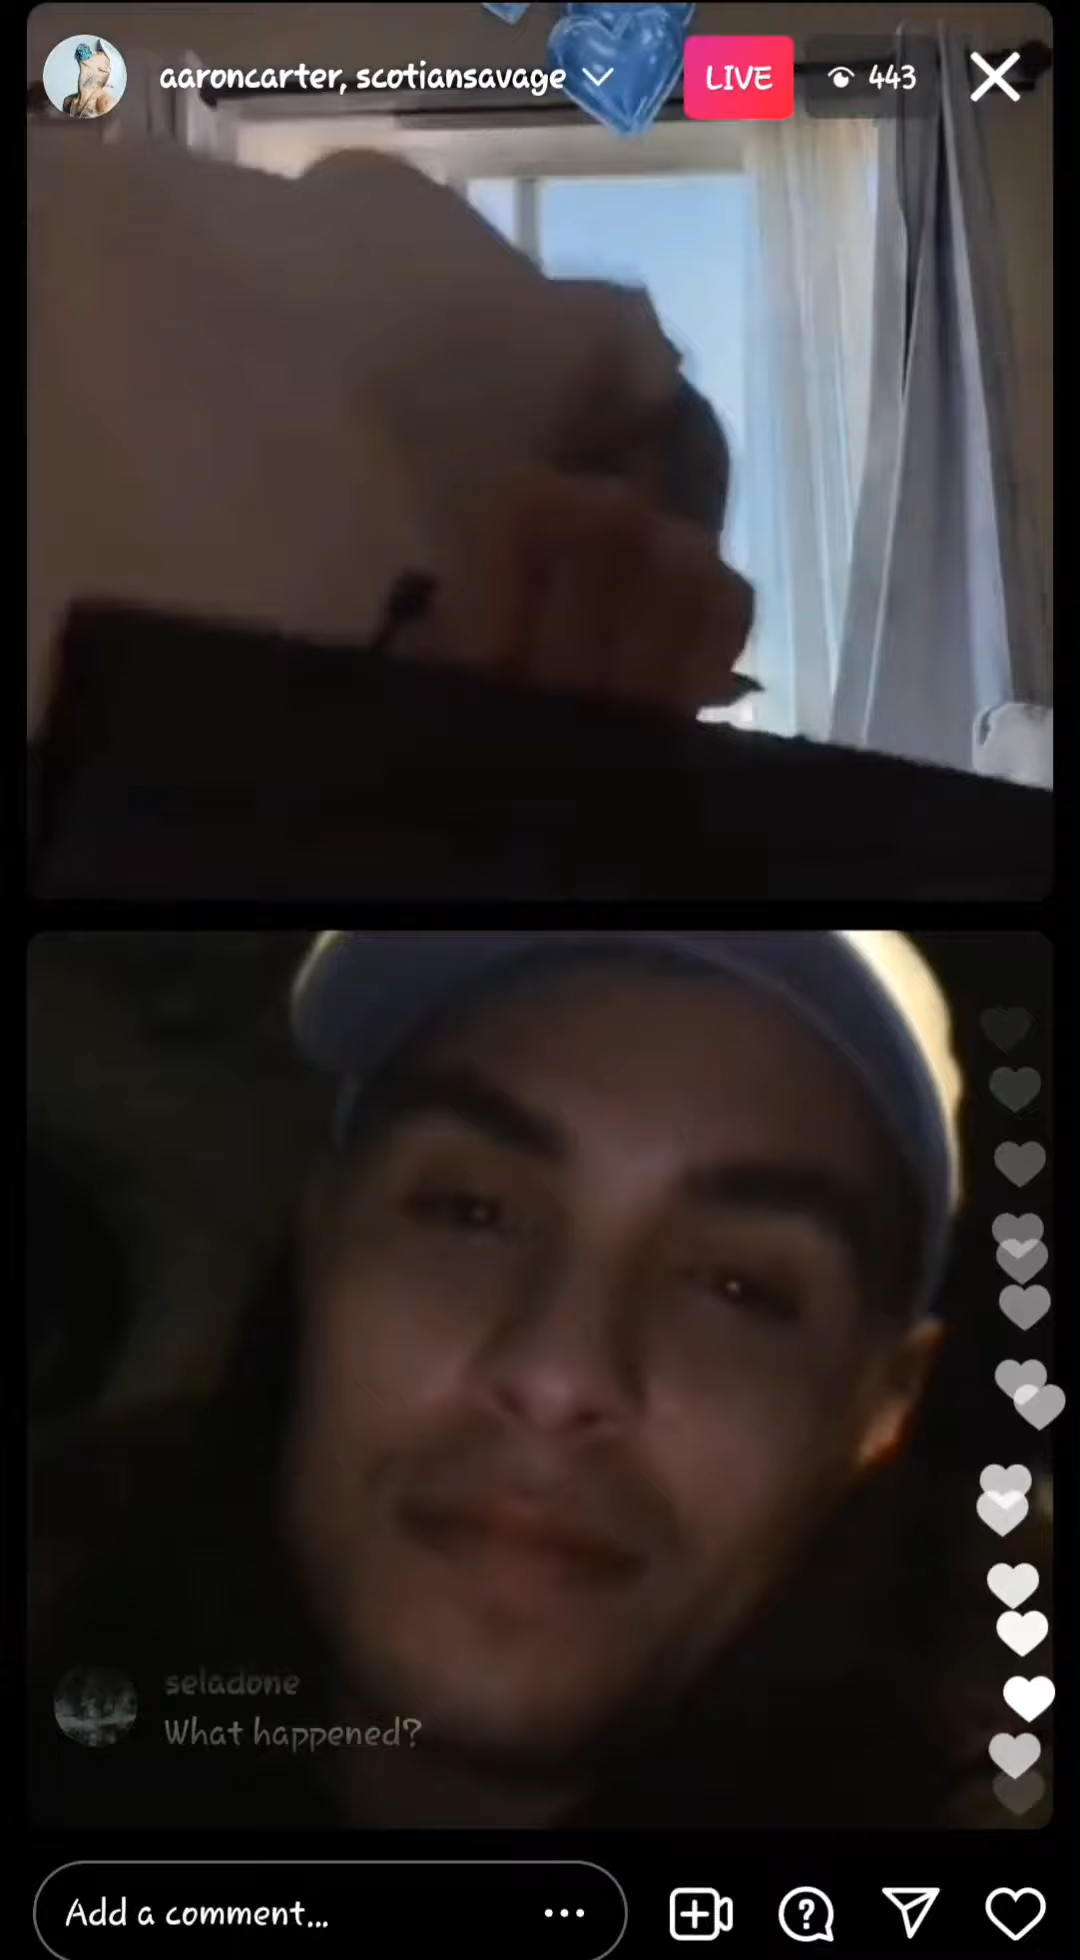 aaroncarter, scotiansavage
LIVE
443
seladone
What happened?
Add a comment...